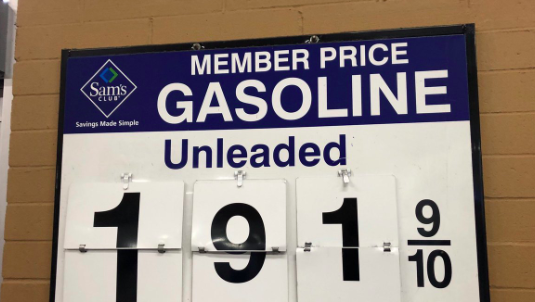 MEMBER PRICE
GASOLINE
Sam's
CLUB
Savings Made Simple
Unleaded
1 9 1 9/10